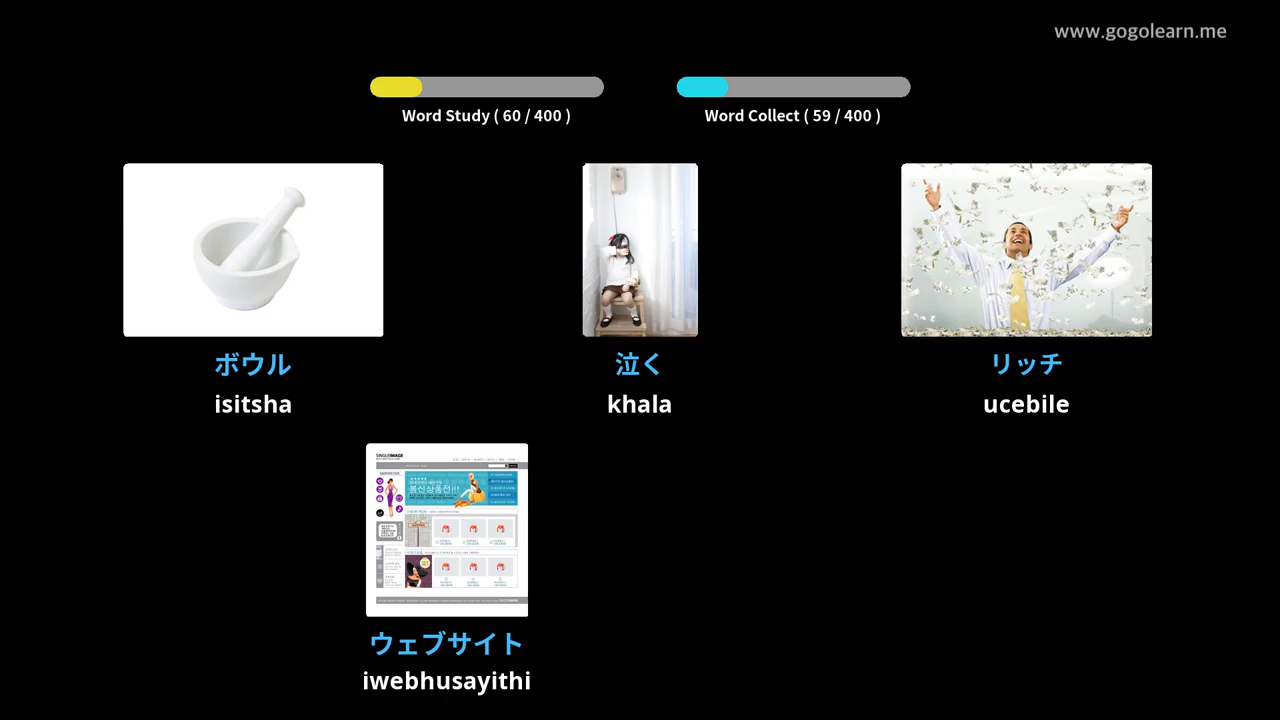 www.gogolearn.me
Word Study ( 60 / 400 )
Word Collect ( 59 / 400 )
ボウル
isitsha
泣く
khala
リッチ
ucebile
ウェブサイト
iwebhusayithi